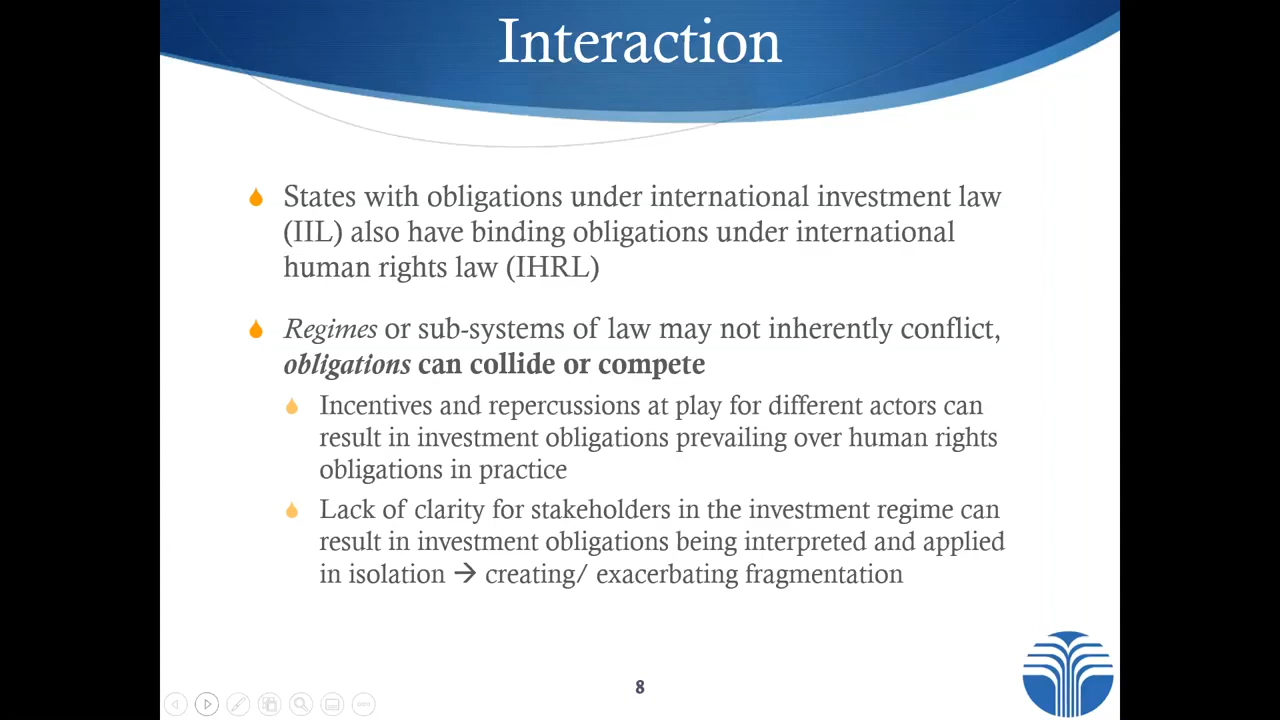 Interaction
States with obligations under international investment law
(IIL) also have binding obligations under international
human rights law (IHRL)
Regimes or sub-systems of law may not inherently conflict,
obligations can collide or compete
Incentives and repercussions at play for different actors can
result in investment obligations prevailing over human rights
obligations in practice
Lack of clarity for stakeholders in the investment regime can
result in investment obligations being interpreted and applied
in isolation → creating/ exacerbating fragmentation
8